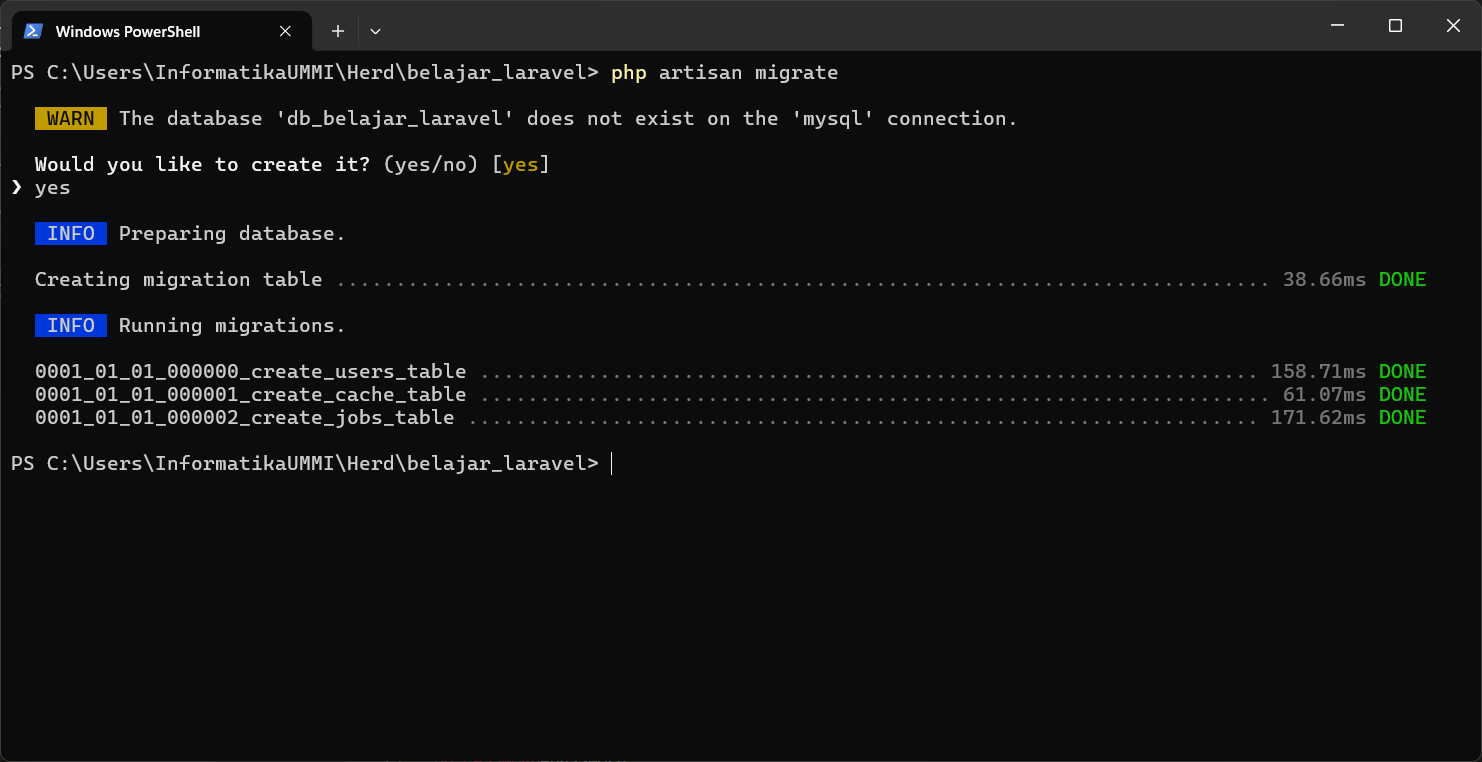 Windows PowerShell
PS C:\Users\InformatikaUMMI\Herd\belajar_laravel> php artisan migrate
WARN The database 'db_belajar_laravel' does not exist on the 'mysql' connection.
Would you like to create it? (yes/no) [yes]
❯ yes
INFO Preparing database.
Creating migration table .............................................................................. 38.66ms DONE
INFO Running migrations.
0001_01_01_000000_create_users_table ................................................................. 158.71ms DONE
0001_01_01_000001_create_cache_table .................................................................. 61.07ms DONE
0001_01_01_000002_create_jobs_table .................................................................. 171.62ms DONE
PS C:\Users\InformatikaUMMI\Herd\belajar_laravel>